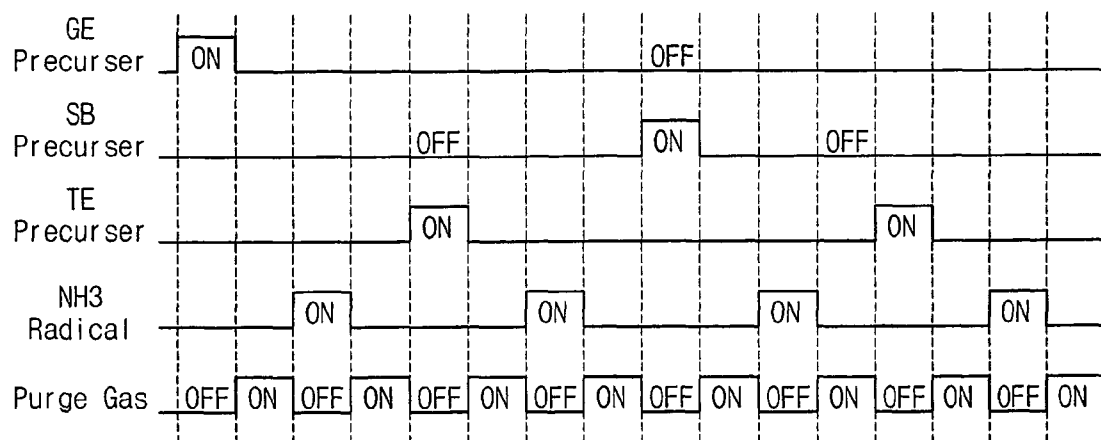 GE
Precurser ON OFF
SB
Precurser OFF ON OFF
TE
Precurser ON ON
NH3
Radical ON ON ON ON
Purge Gas OFF ON OFF ON OFF ON OFF ON OFF ON OFF ON OFF ON OFF ON